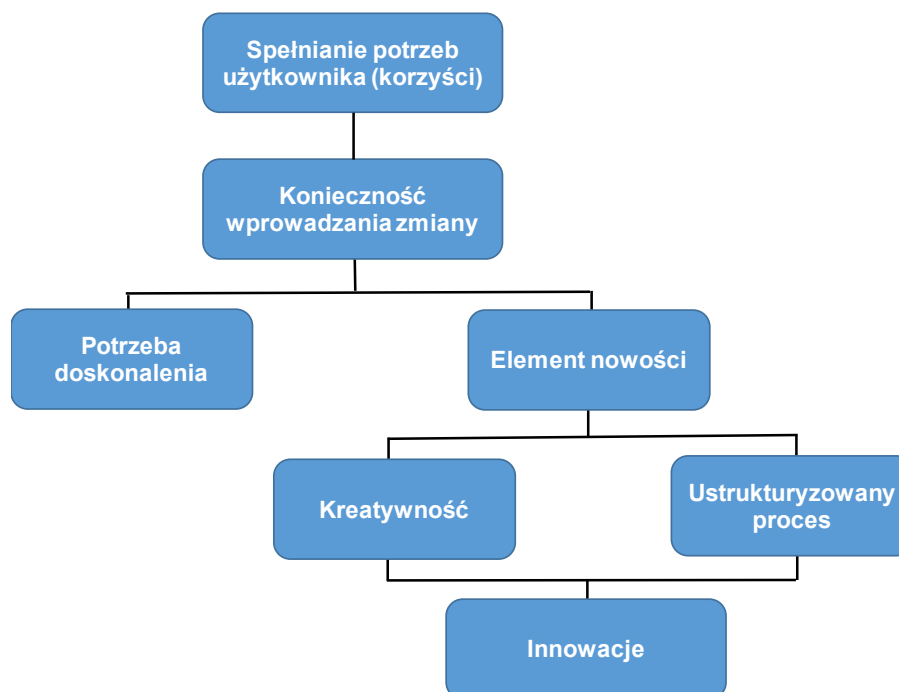 Spełnianie potrzeb
użytkownika (korzyści)
Konieczność
wprowadzania zmiany
Potrzeba
doskonalenia
Element nowości
Kreatywność
Ustrukturyzowany
proces
Innowacje